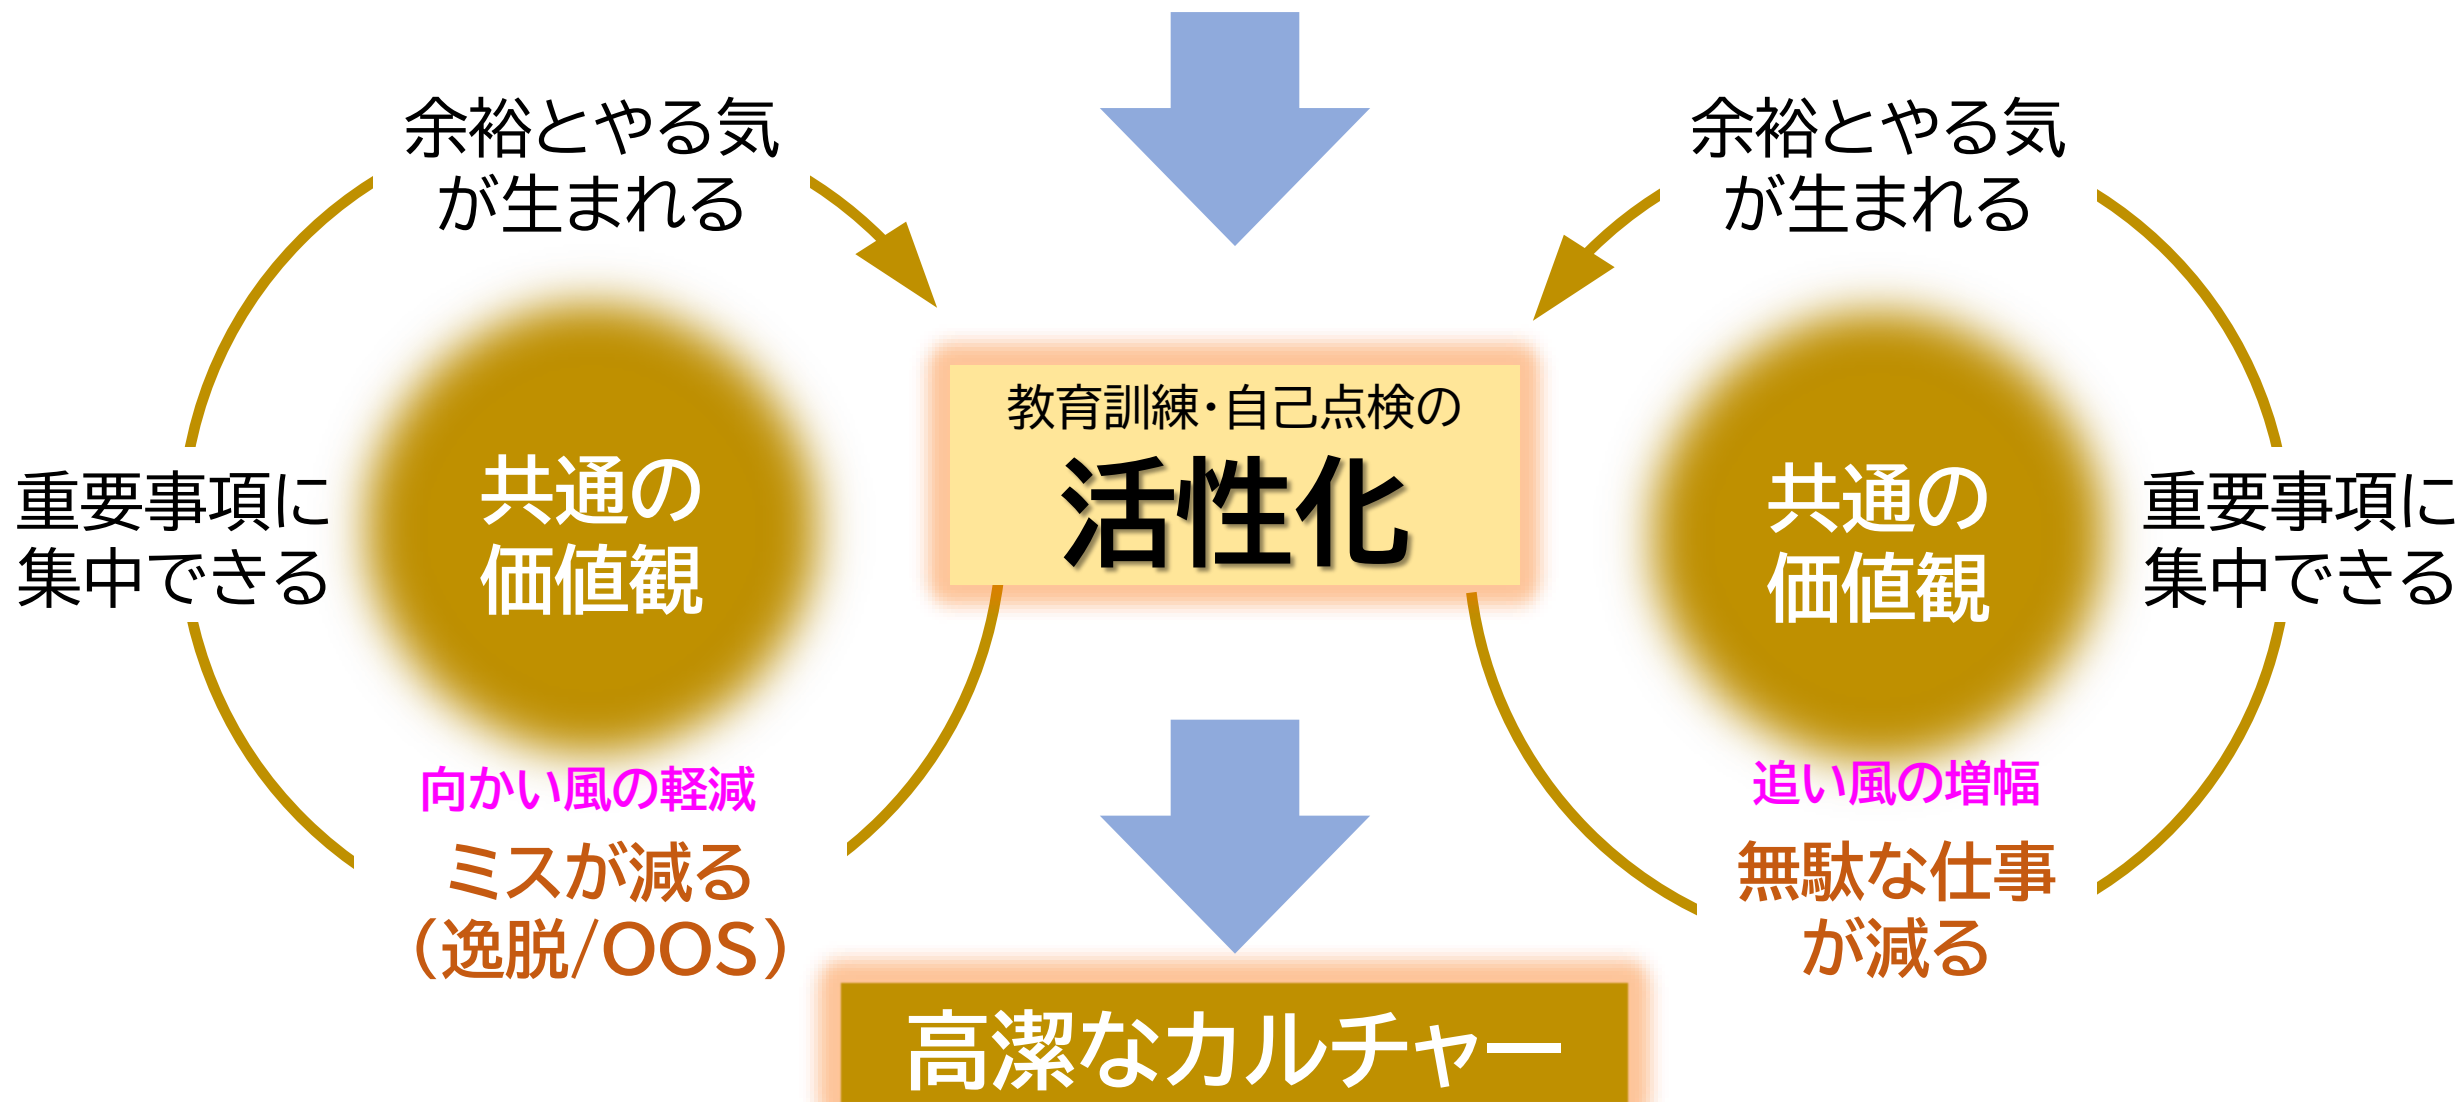 余裕とやる気
が生まれる
余裕とやる気
が生まれる
教育訓練・自己点検の
活性化
共通の
価値観
共通の
価値観
重要事項に
集中できる
重要事項に
集中できる
向かい風の軽減
ミスが減る
（逸脱/OOS）
追い風の増幅
無駄な仕事
が減る
高潔なカルチャー